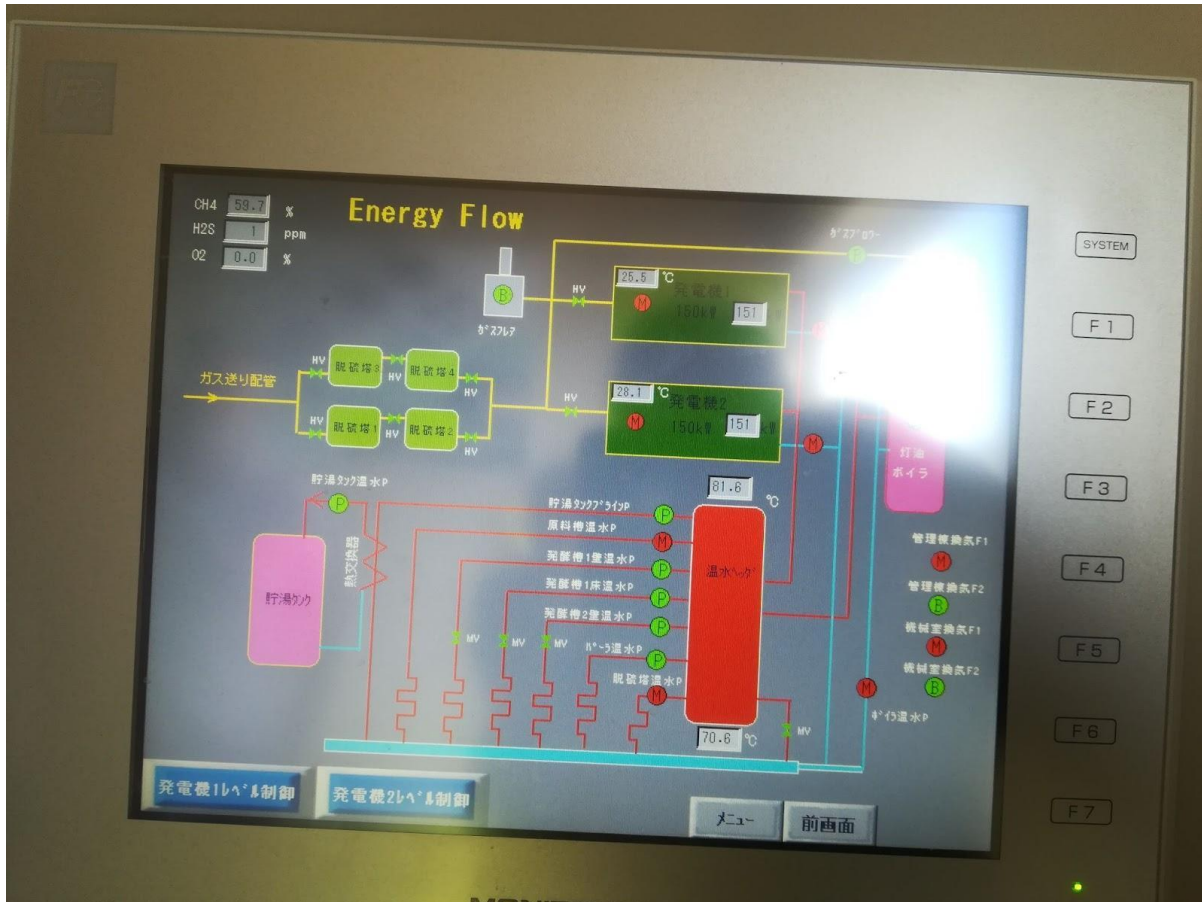 CH4 59.7 %
H2S 1 ppm
O2 0.0 %
Energy Flow
ガスブロワー
P
SYSTEM
F1
F2
F3
F4
F5
F6
F7
B
ガスフレア
HV
25.5 ℃
M
発電機1
150kW 151
HV
28.1 ℃
M
発電機2
150kW 151 kW
M
ガス送り配管
HV 脱硫塔3 HV 脱硫塔4 HV
HV 脱硫塔1 HV 脱硫塔2 HV
灯油
ボイラ
81.6 ℃
貯湯タンク温水P
P
熱交換器
貯湯タンク
貯湯タンクブラインP P
原料槽温水P M
発酵槽1壁温水P P
発酵槽1床温水P P
発酵槽2壁温水P P
MV MV MV
脱硫塔温水P M
温水ヘッダ
70.6 ℃
MV
管理棟換気F1
M
管理棟換気F2
B
機械室換気F1
M
機械室換気F2
B
M
ボイラ温水P
発電機1レベル制御
発電機2レベル制御
メニュー
前画面